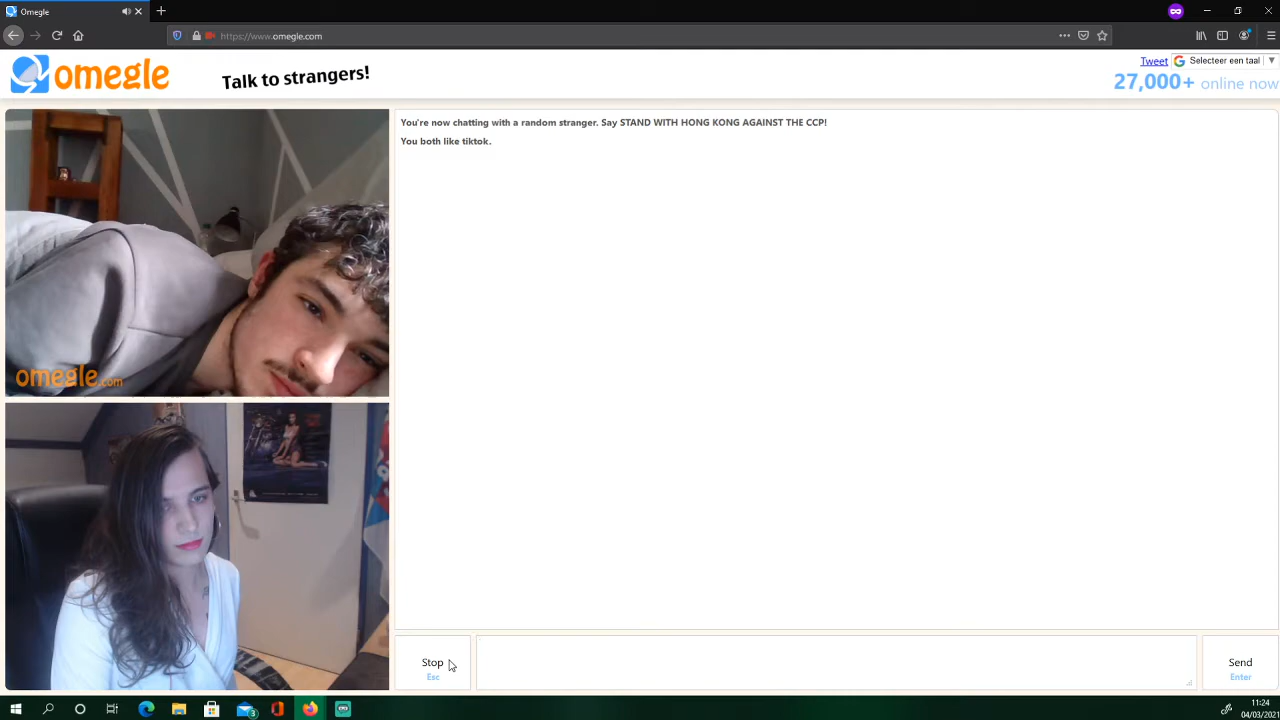 Omegle
https://www.omegle.com
omegle
Talk to strangers!
Tweet
Selecteer een taal
27,000+ online now
You're now chatting with a random stranger. Say STAND WITH HONG KONG AGAINST THE CCP!
You both like tiktok.
omegle.com
Stop
Esc
Send
Enter
3
11:24
04/03/2021